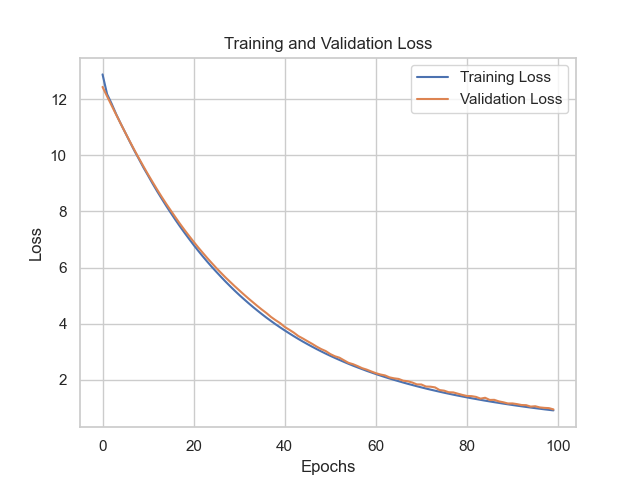 Training and Validation Loss
Training Loss
Validation Loss
12
10
8
6
4
2
Loss
0 20 40 60 80 100
Epochs